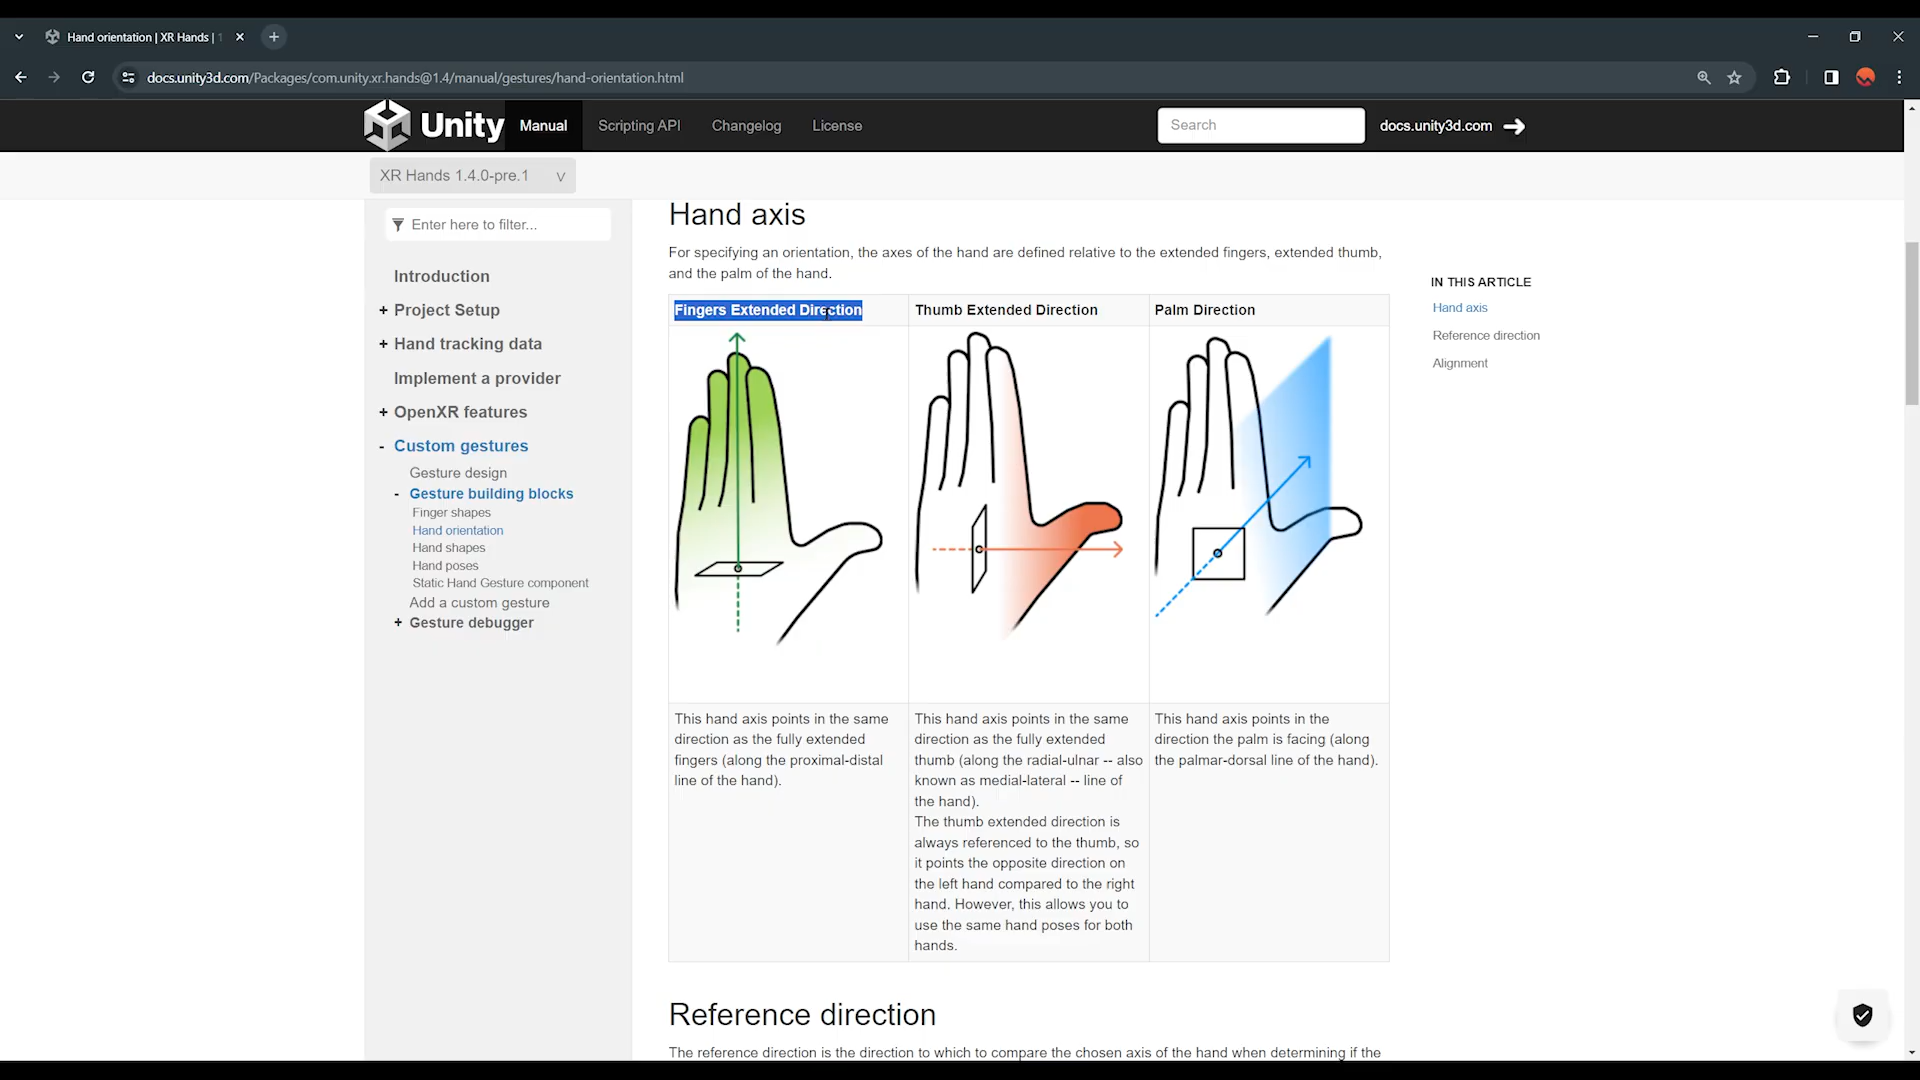 Hand orientation | XR Hands | 1
docs.unity3d.com/Packages/com.unity.xr.hands@1.4/manual/gestures/hand-orientation.html
Unity
Manual
Scripting API
Changelog
License
Search
docs.unity3d.com
XR Hands 1.4.0-pre.1
Enter here to filter...
Introduction
+ Project Setup
+ Hand tracking data
Implement a provider
+ OpenXR features
- Custom gestures
Gesture design
- Gesture building blocks
Finger shapes
Hand orientation
Hand shapes
Hand poses
Static Hand Gesture component
Add a custom gesture
+ Gesture debugger
Hand axis
For specifying an orientation, the axes of the hand are defined relative to the extended fingers, extended thumb,
and the palm of the hand.
Fingers Extended Direction
Thumb Extended Direction
Palm Direction
This hand axis points in the same
direction as the fully extended
fingers (along the proximal-distal
line of the hand).
This hand axis points in the same
direction as the fully extended
thumb (along the radial-ulnar -- also
known as medial-lateral -- line of
the hand).
The thumb extended direction is
always referenced to the thumb, so
it points the opposite direction on
the left hand compared to the right
hand. However, this allows you to
use the same hand poses for both
hands.
This hand axis points in the
direction the palm is facing (along
the palmar-dorsal line of the hand).
Reference direction
The reference direction is the direction to which to compare the chosen axis of the hand when determining if the
IN THIS ARTICLE
Hand axis
Reference direction
Alignment